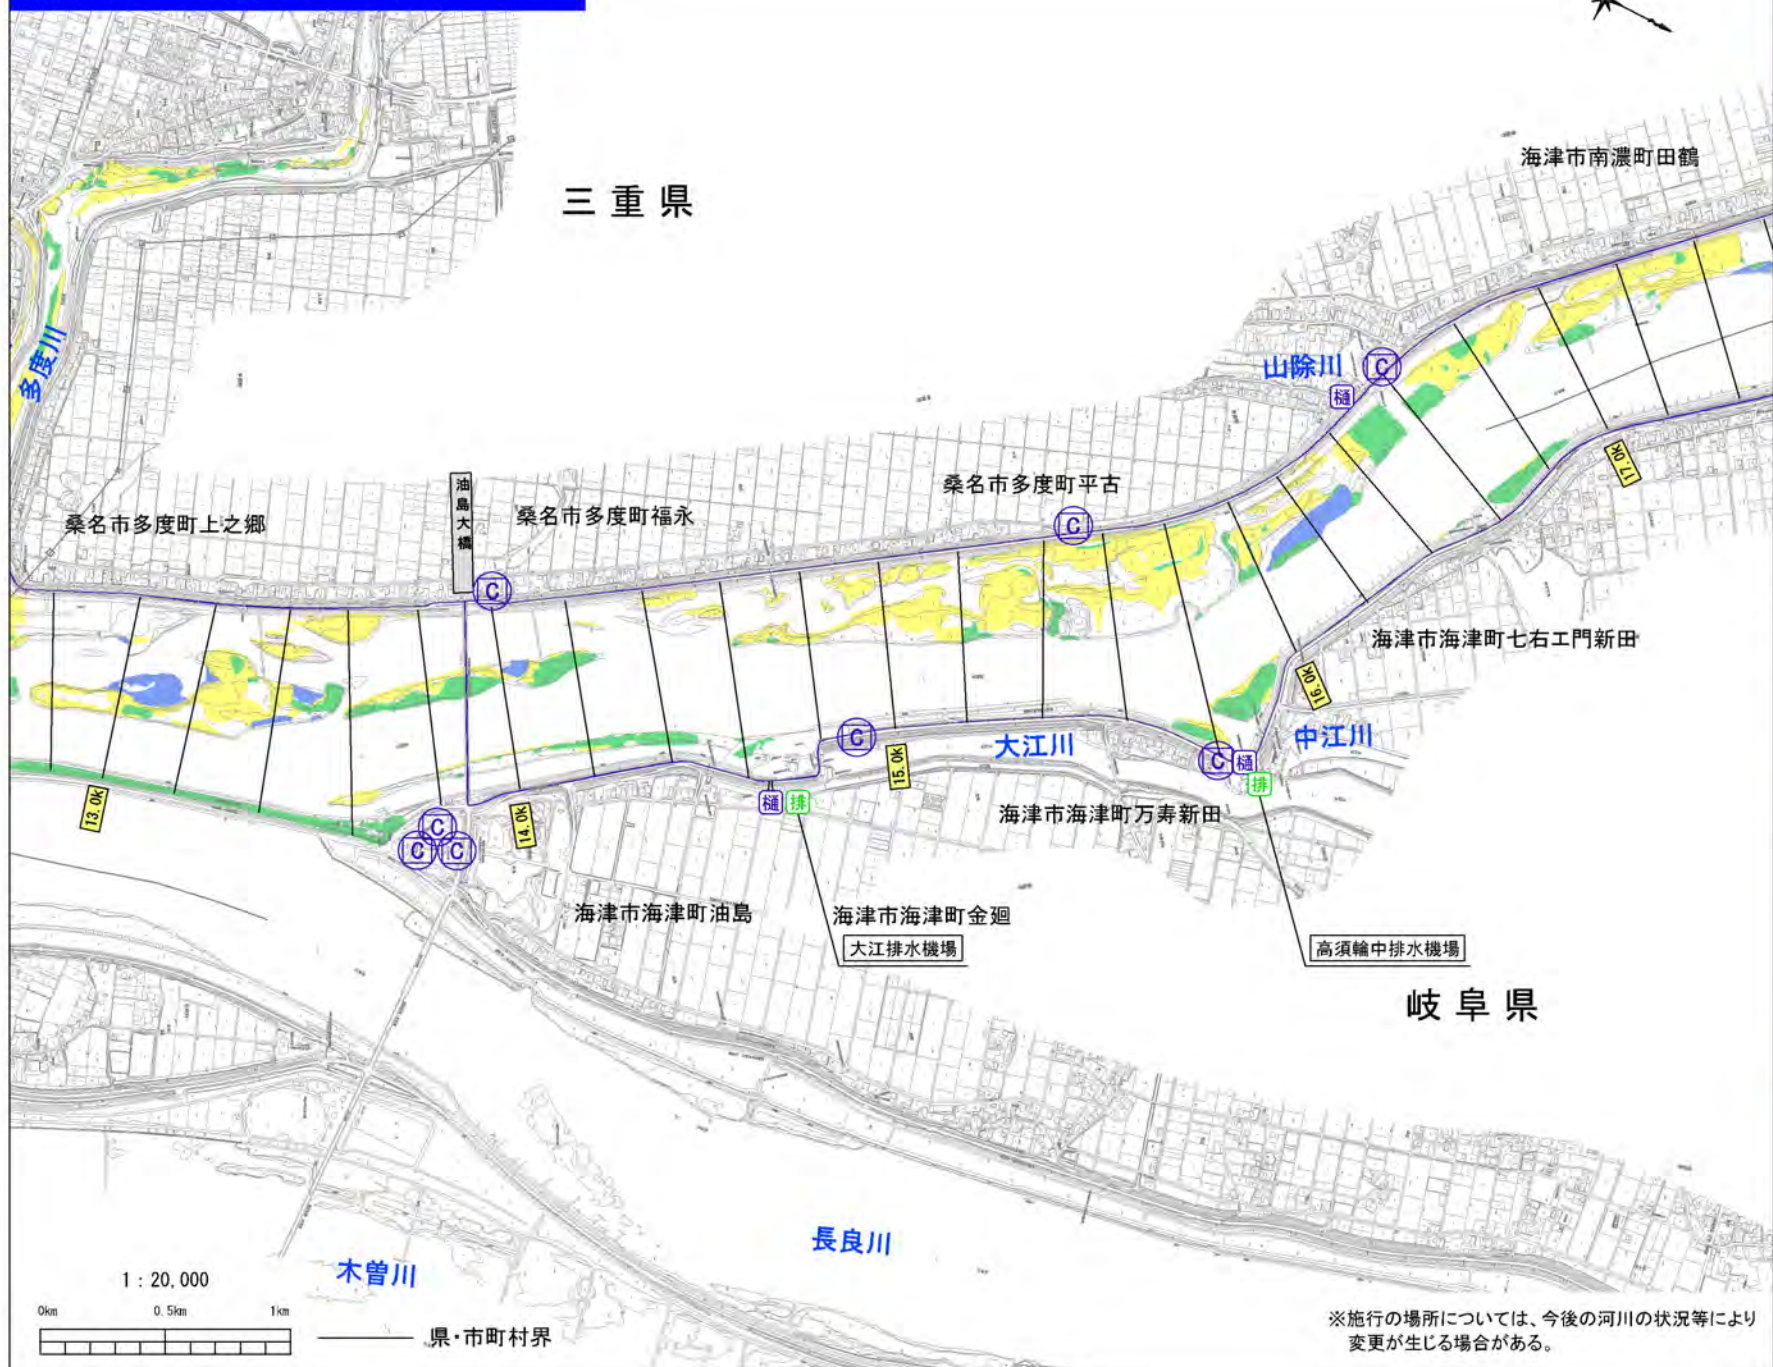 三重県
海津市南濃町田鶴
多度川
山除川
C
樋
17.0k
油島大橋
桑名市多度町上之郷
桑名市多度町福永
桑名市多度町平古
C
C
海津市海津町七右エ門新田
16.0k
中江川
大江川
C
15.0k
C
樋
排
13.0k
14.0k
C
C
C
樋
排
海津市海津町万寿新田
海津市海津町油島
海津市海津町金廻
大江排水機場
高須輪中排水機場
岐阜県
長良川
木曽川
1:20,000
0km 0.5km 1km
県・市町村界
※施行の場所については、今後の河川の状況等により
変更が生じる場合がある。